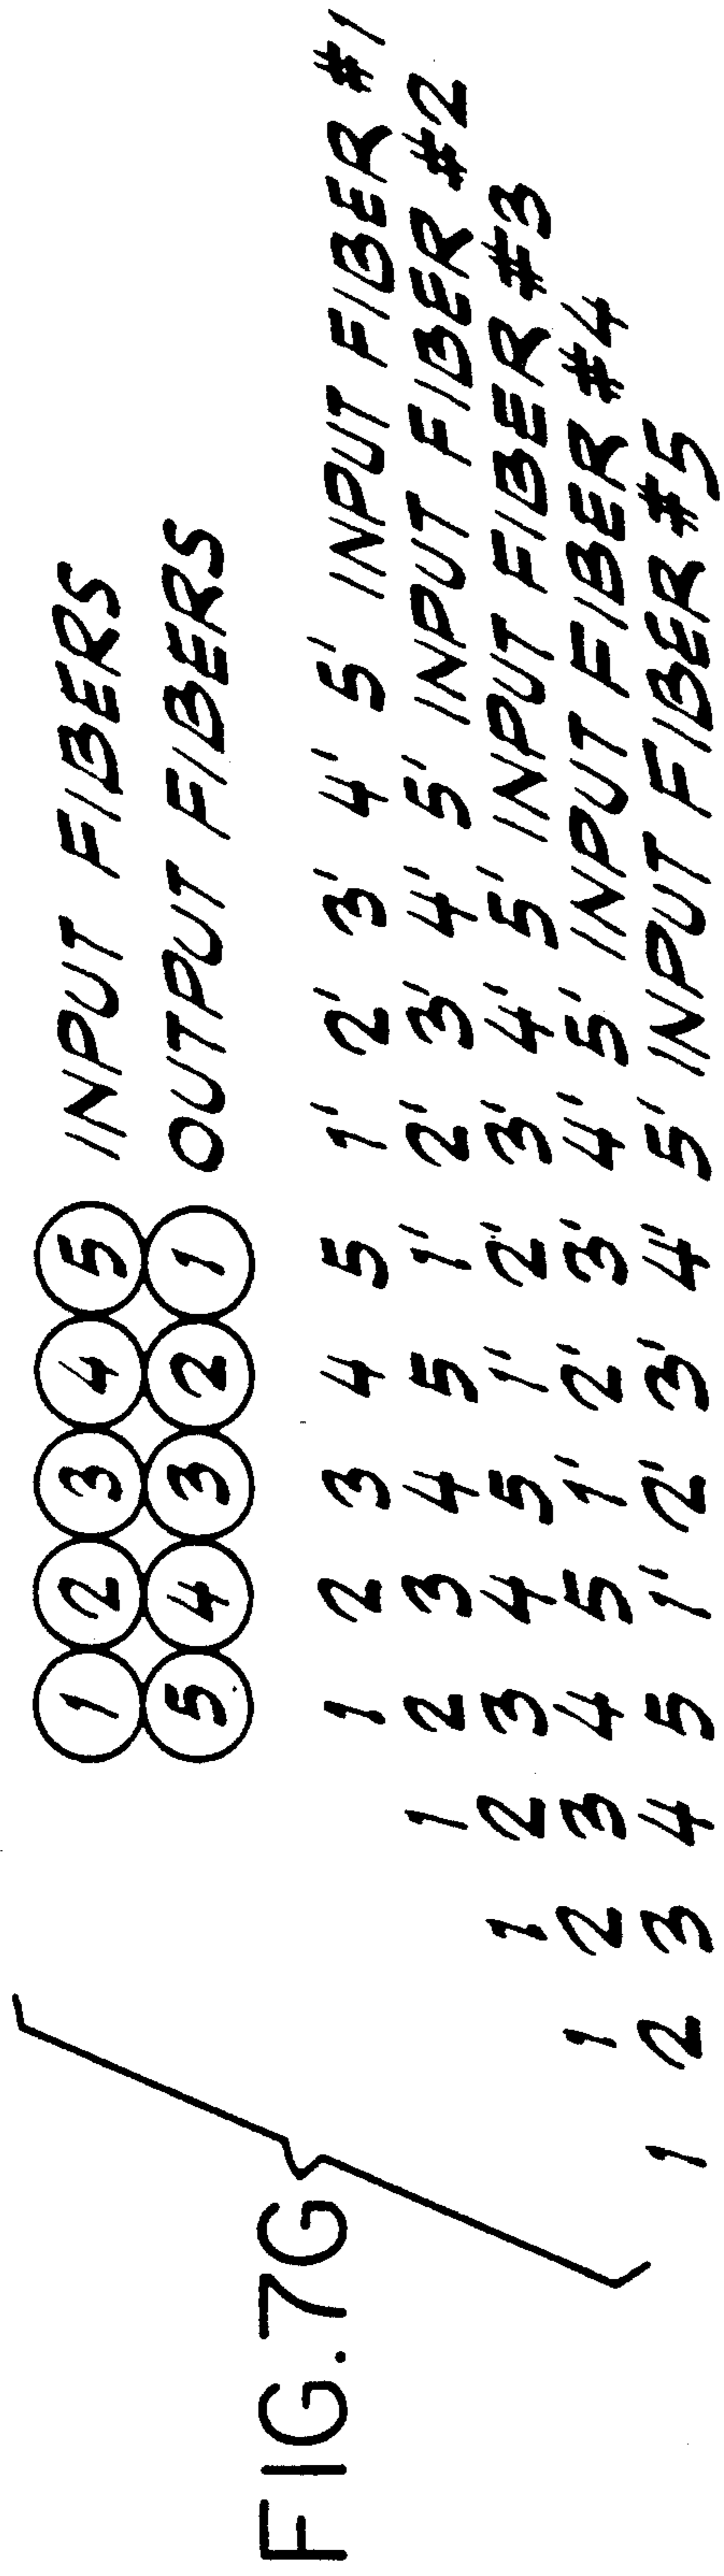 FIG.7G
1 2 3 4 5 INPUT FIBERS
5 4 3 2 1 OUTPUT FIBERS
1 2 3 4 5 1' 2' 3' 4' 5' INPUT FIBER #1
1 2 3 4 5 1' 2' 3' 4' 5' INPUT FIBER #2
1 2 3 4 5 1' 2' 3' 4' 5' INPUT FIBER #3
1 2 3 4 5 1' 2' 3' 4' 5' INPUT FIBER #4
1 2 3 4 5 1' 2' 3' 4' 5' INPUT FIBER #5